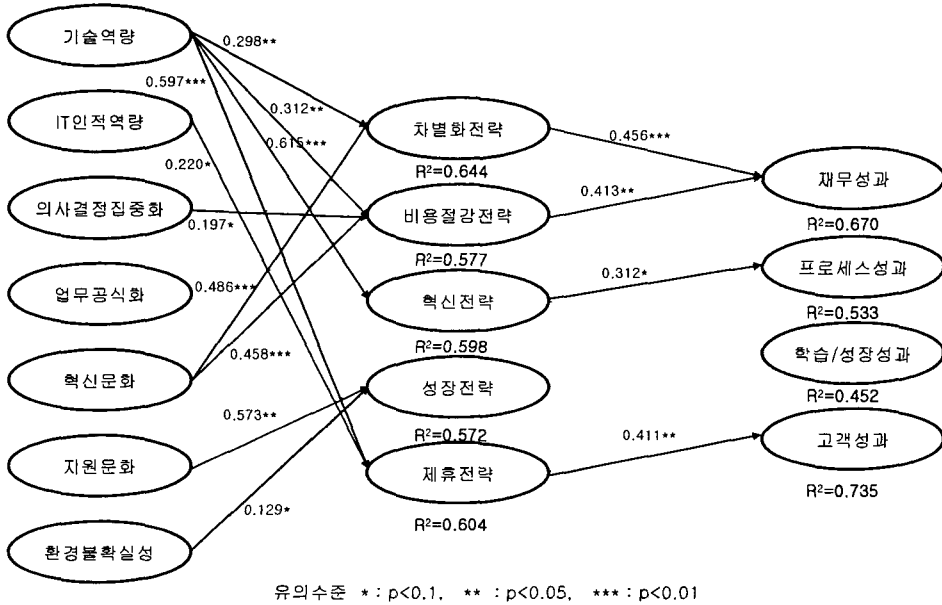 기술역량
IT인적역량
의사결정집중화
업무공식화
혁신문화
지원문화
환경불확실성
0.298**
0.597***
0.312**
0.615***
0.220*
0.197*
0.486***
0.458***
0.573**
0.129*
차별화전략
R²=0.644
비용절강전략
R²=0.577
혁신전략
R²=0.598
성장전략
R²=0.572
제휴전략
R²=0.604
0.456***
0.413**
0.312*
0.411**
재무성과
R²=0.670
프로세스성과
R²=0.533
학습/성장성과
R²=0.452
고객성과
R²=0.735
유의수준 *: p<0.1, **: p<0.05, ***: p<0.01